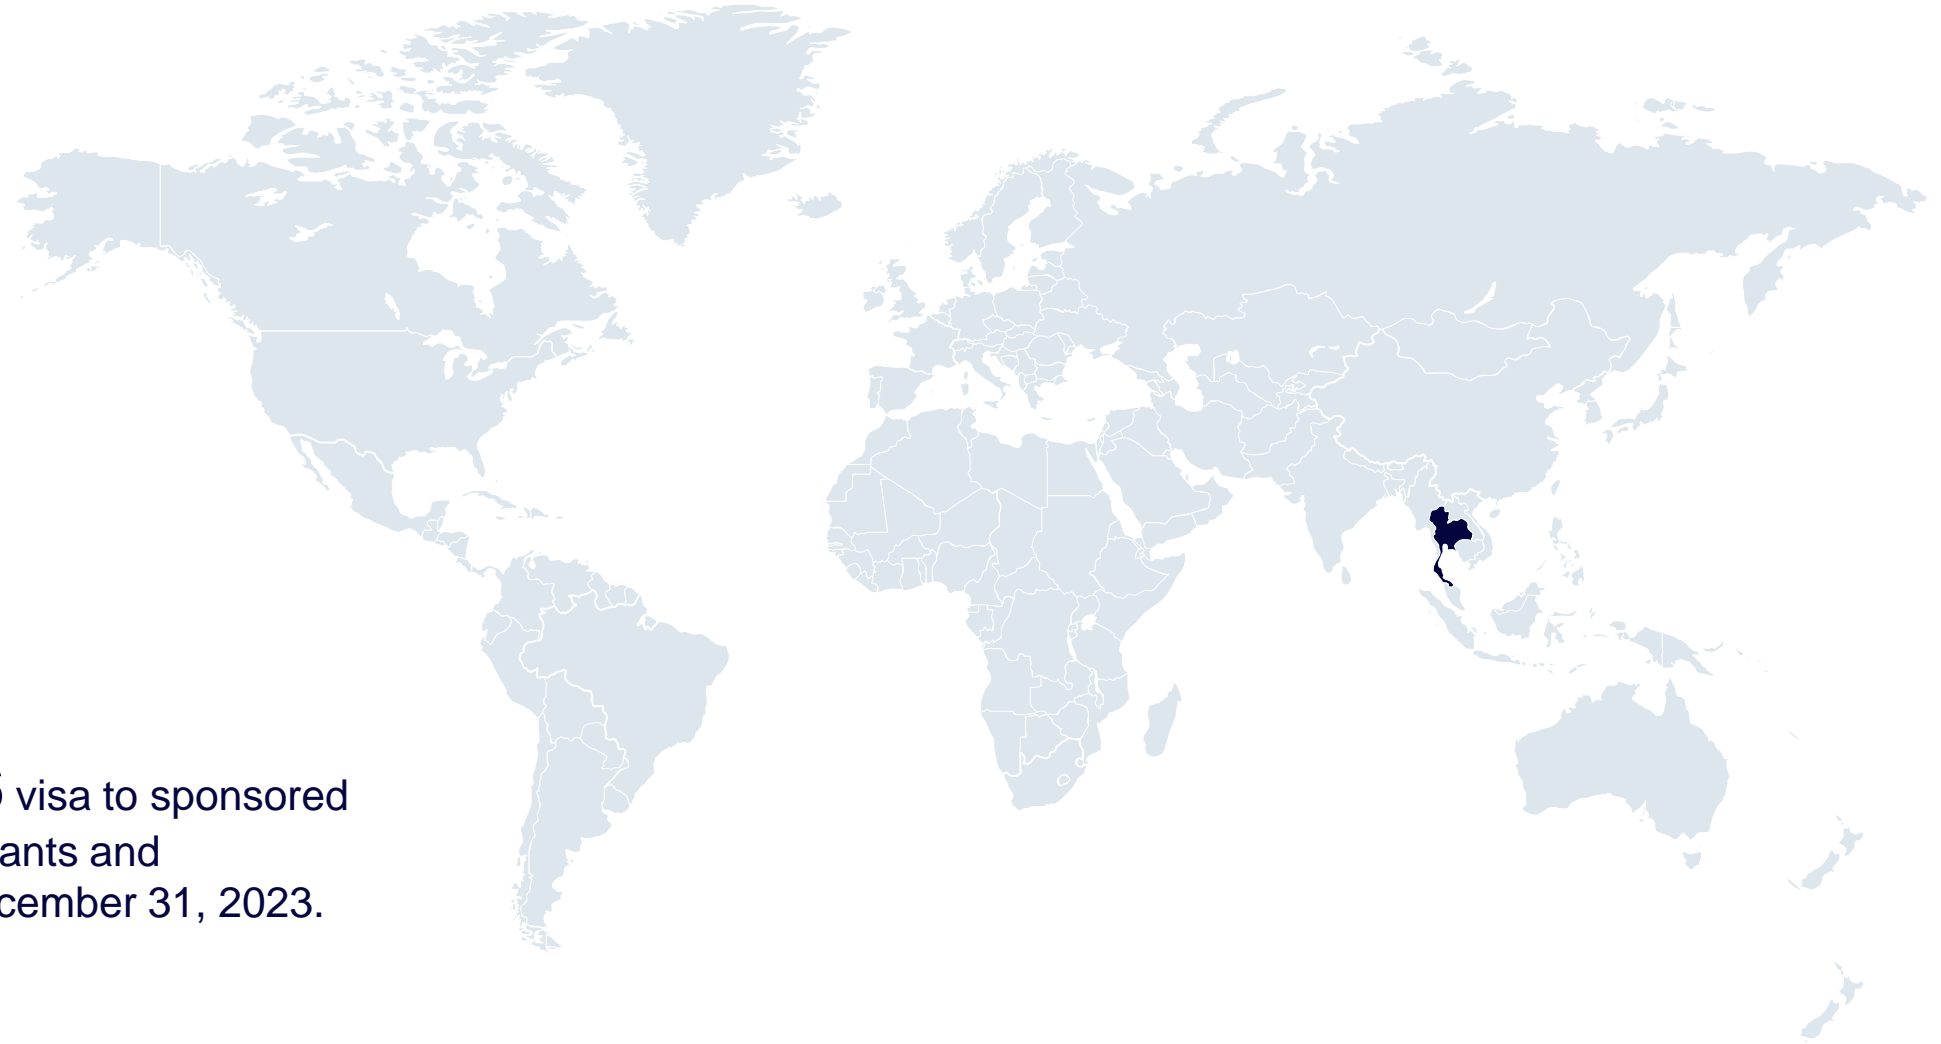 visa to sponsored
ants and
cember 31, 2023.